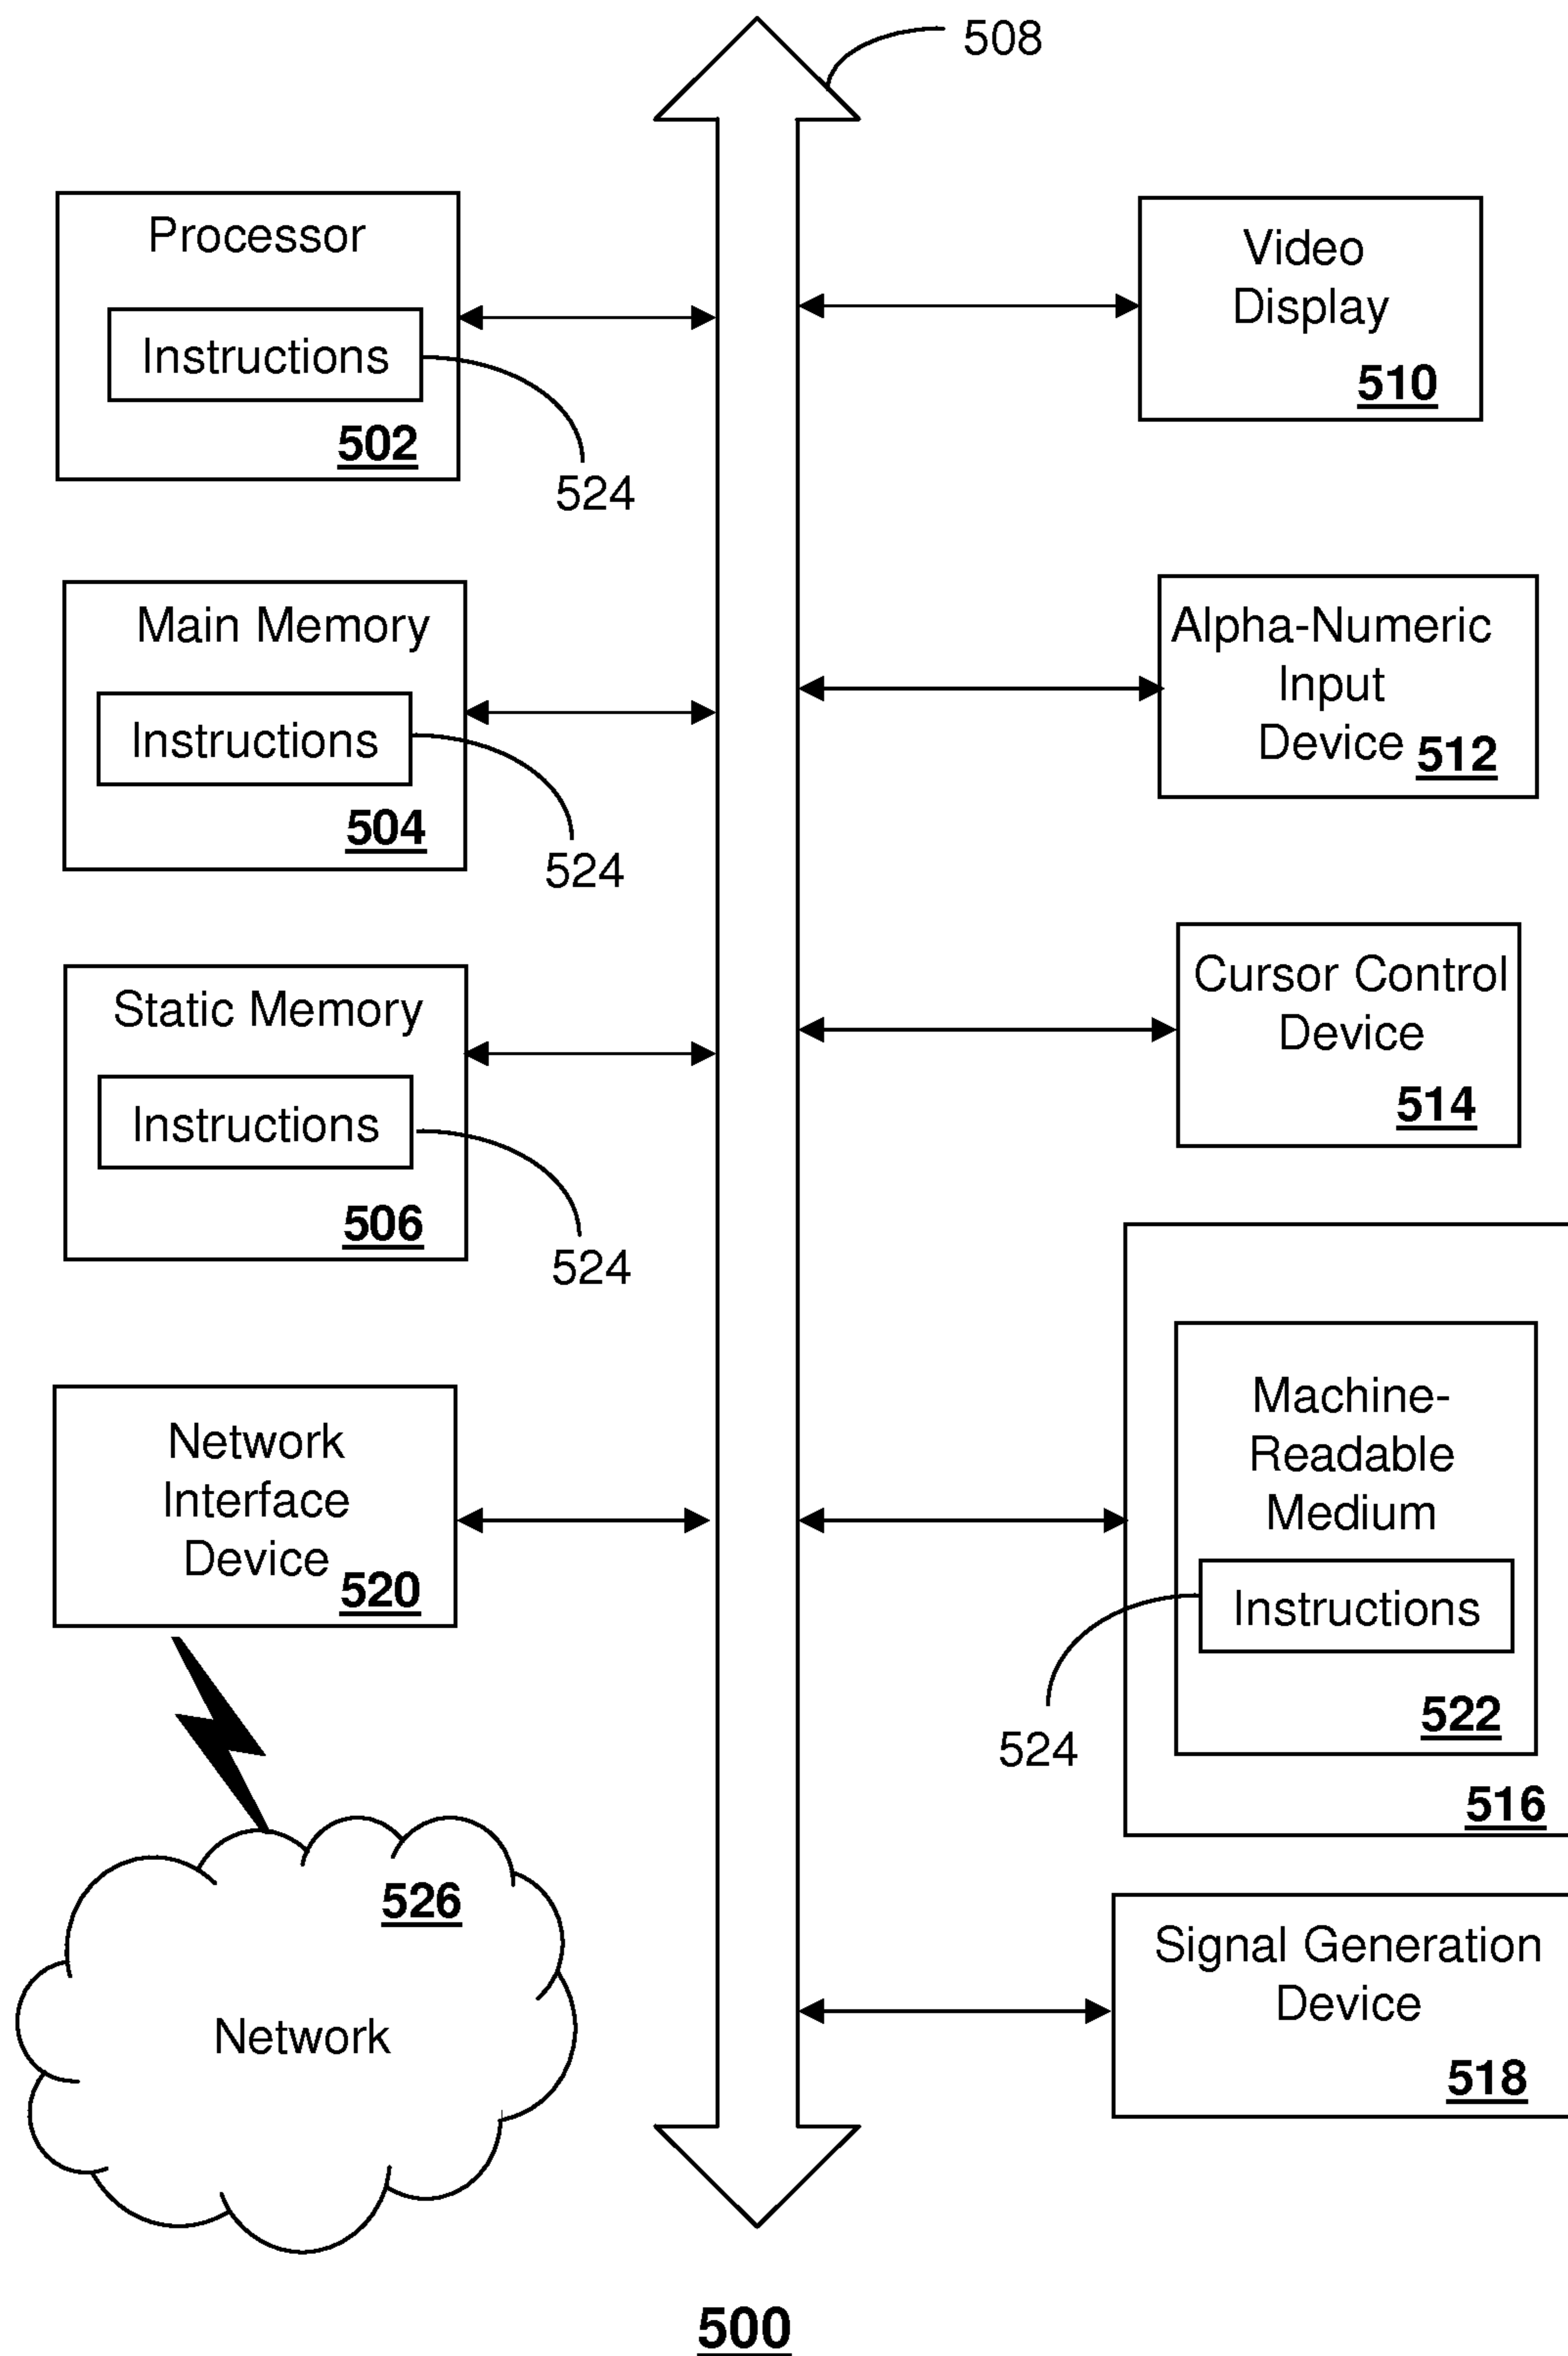 508
Processor
Instructions
502
524
Main Memory
Instructions
504
524
Static Memory
Instructions
506
524
Network
Interface
Device
520
526
Network
Video
Display
510
Alpha-Numeric
Input
Device
512
Cursor Control
Device
514
Machine-
Readable
Medium
Instructions
522
524
516
Signal Generation
Device
518
500